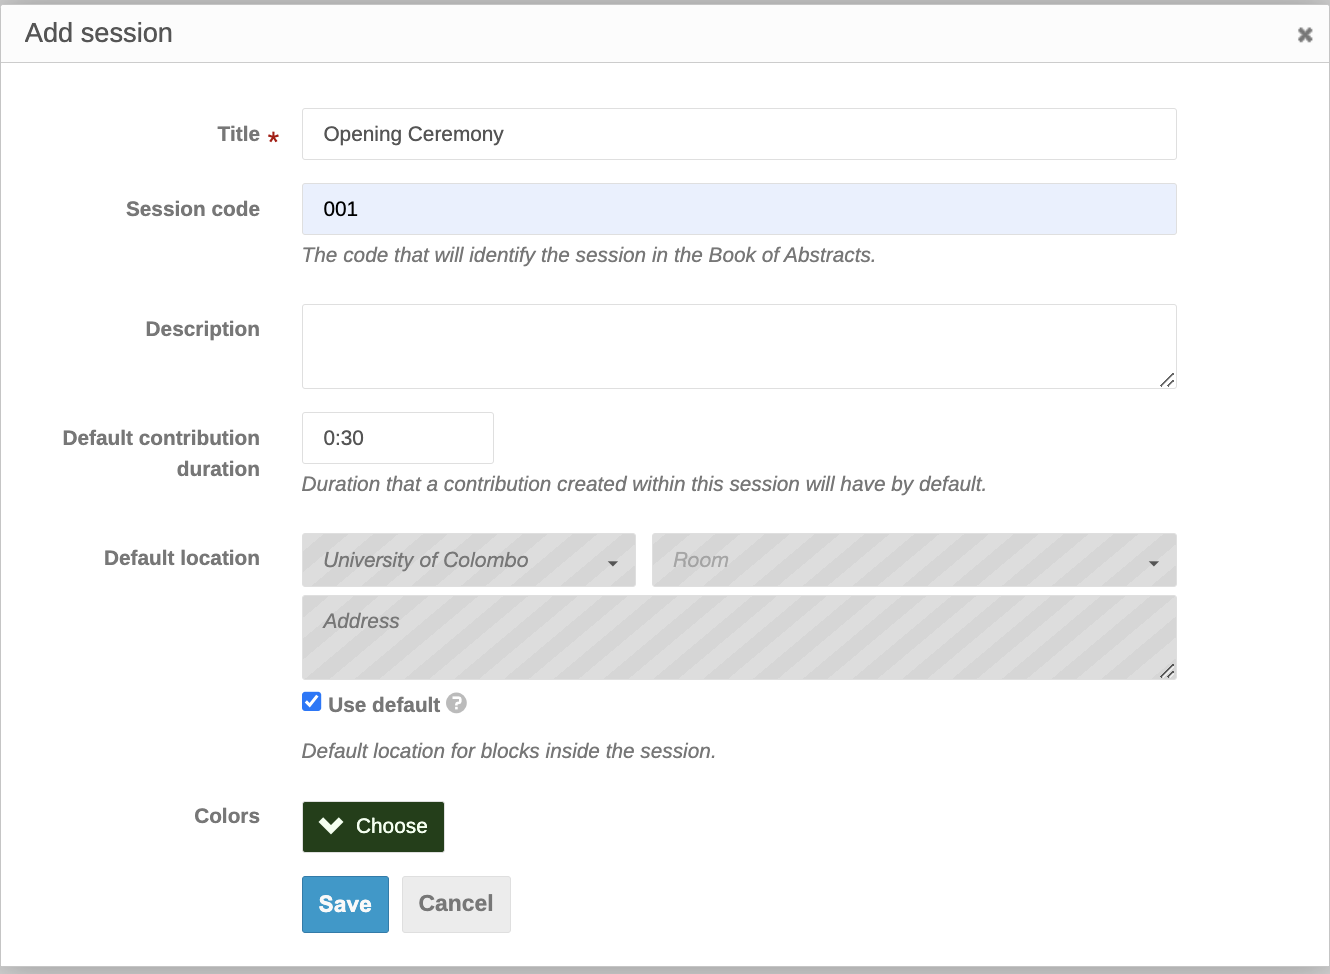 Add session
Title *
Opening Ceremony
Session code
001
The code that will identify the session in the Book of Abstracts.
Description
Default contribution
duration
0:30
Duration that a contribution created within this session will have by default.
Default location
University of Colombo
Room
Address
Use default ?
Default location for blocks inside the session.
Colors
Choose
Save
Cancel